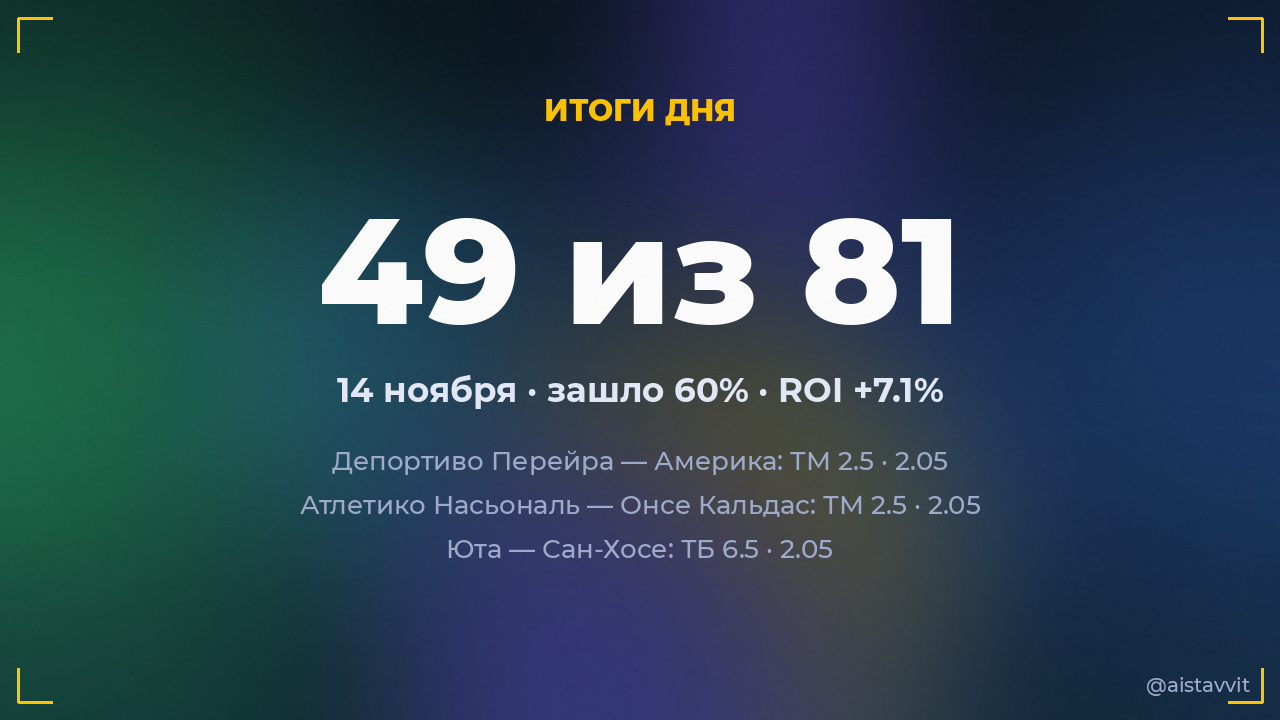 ИТОГИ ДНЯ
49 из 81
14 ноября · зашло 60% · ROI +7.1%
Депортиво Перейра — Америка: ТМ 2.5 · 2.05
Атлетико Насьональ — Онсе Кальдас: ТМ 2.5 · 2.05
Юта — Сан-Хосе: ТБ 6.5 · 2.05
@aistavvit